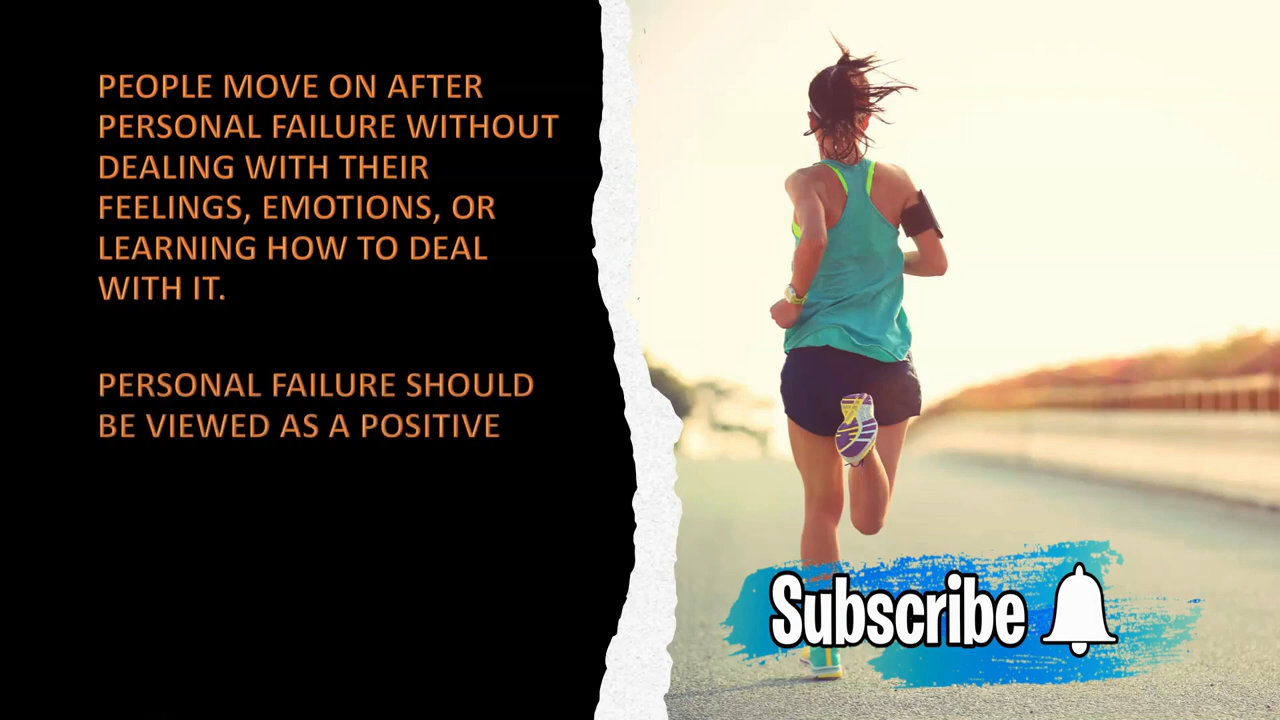 PEOPLE MOVE ON AFTER
PERSONAL FAILURE WITHOUT
DEALING WITH THEIR
FEELINGS, EMOTIONS, OR
LEARNING HOW TO DEAL
WITH IT.
PERSONAL FAILURE SHOULD
BE VIEWED AS A POSITIVE
Subscribe